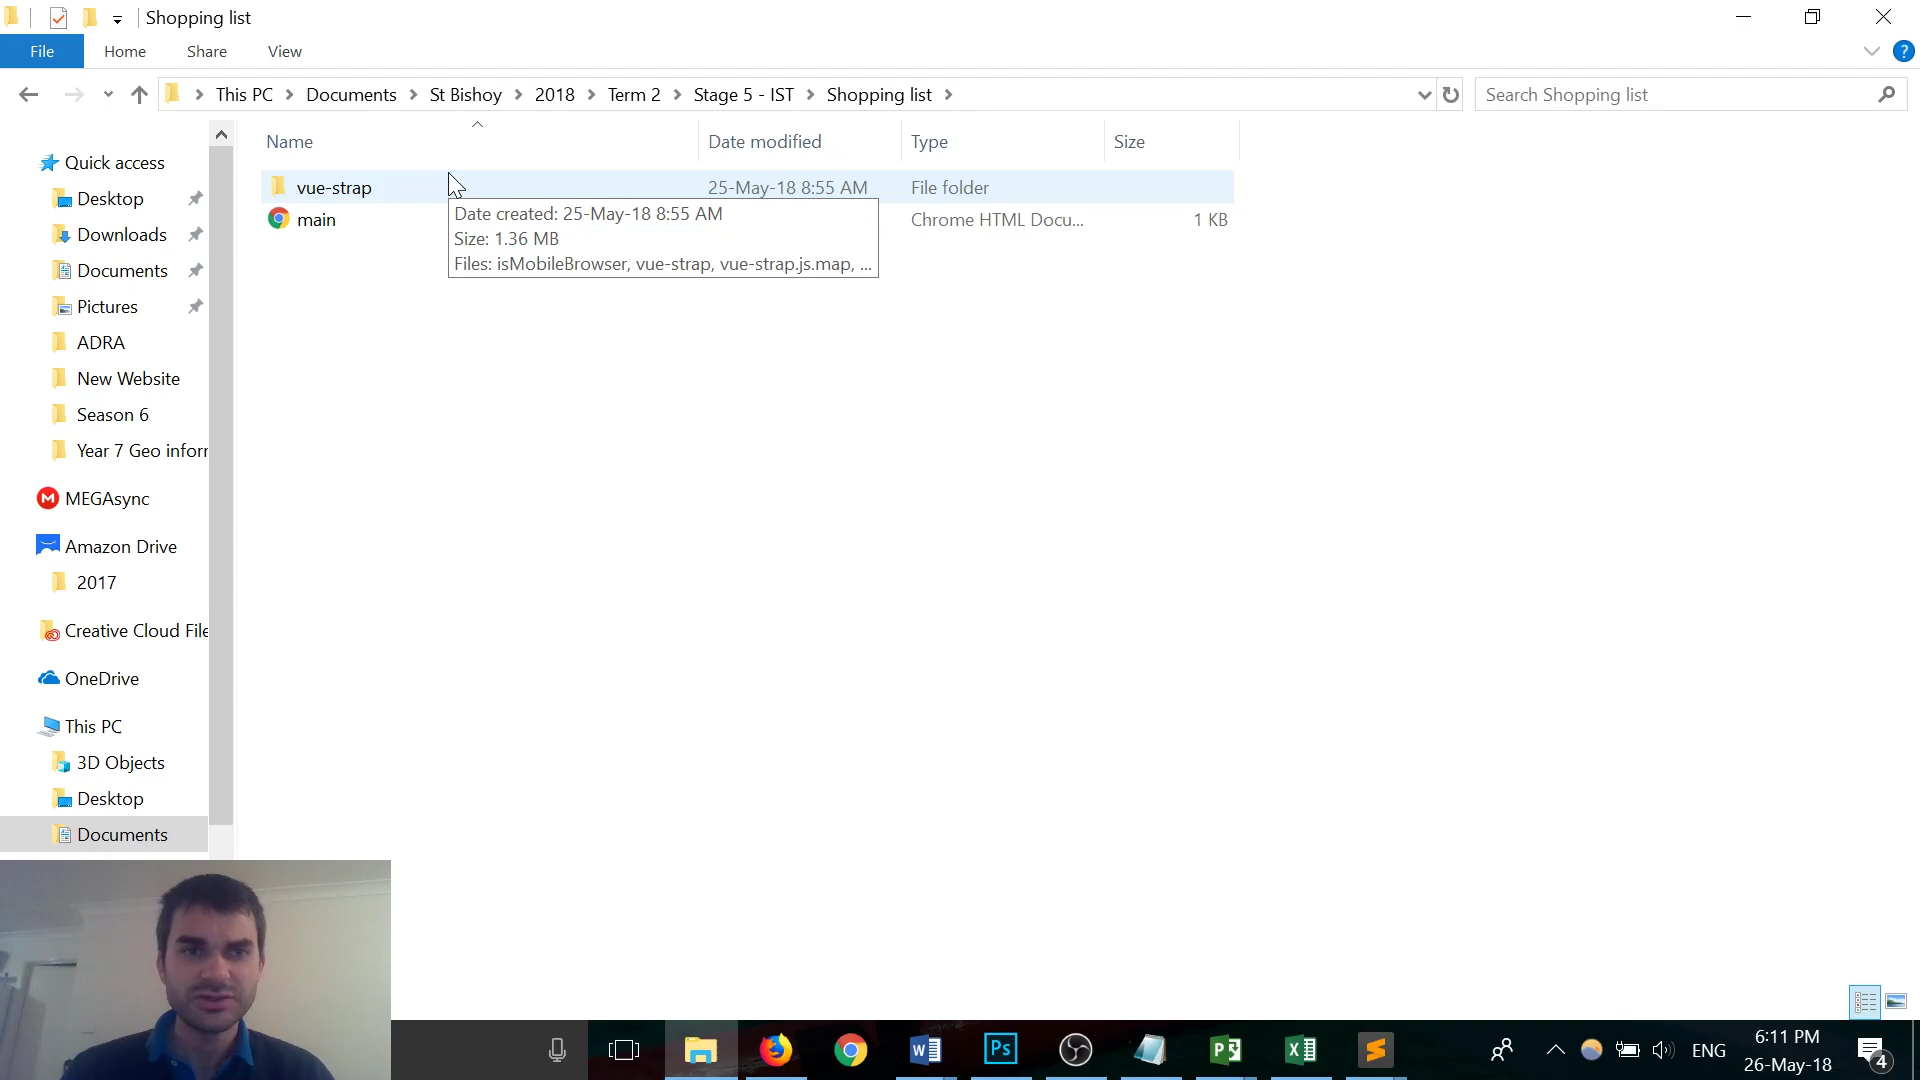 Shopping list
File Home Share View
This PC Documents St Bishoy 2018 Term 2 Stage 5 - IST Shopping list
Search Shopping list
Name Date modified Type Size
Quick access
Desktop
Downloads
Documents
Pictures
ADRA
New Website
Season 6
Year 7 Geo inforr
MEGAsync
Amazon Drive
2017
Creative Cloud File
OneDrive
This PC
3D Objects
Desktop
Documents
vue-strap 25-May-18 8:55 AM File folder
main Chrome HTML Docu... 1 KB
Date created: 25-May-18 8:55 AM
Size: 1.36 MB
Files: isMobileBrowser, vue-strap, vue-strap.js.map, ...
Ps
ENG
6:11 PM
26-May-18
4